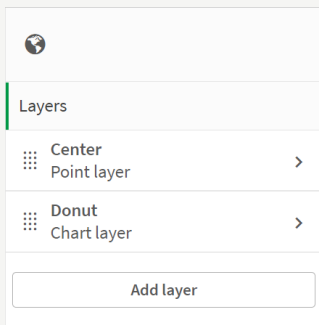 Layers
Center
Point layer
Donut
Chart layer
Add layer